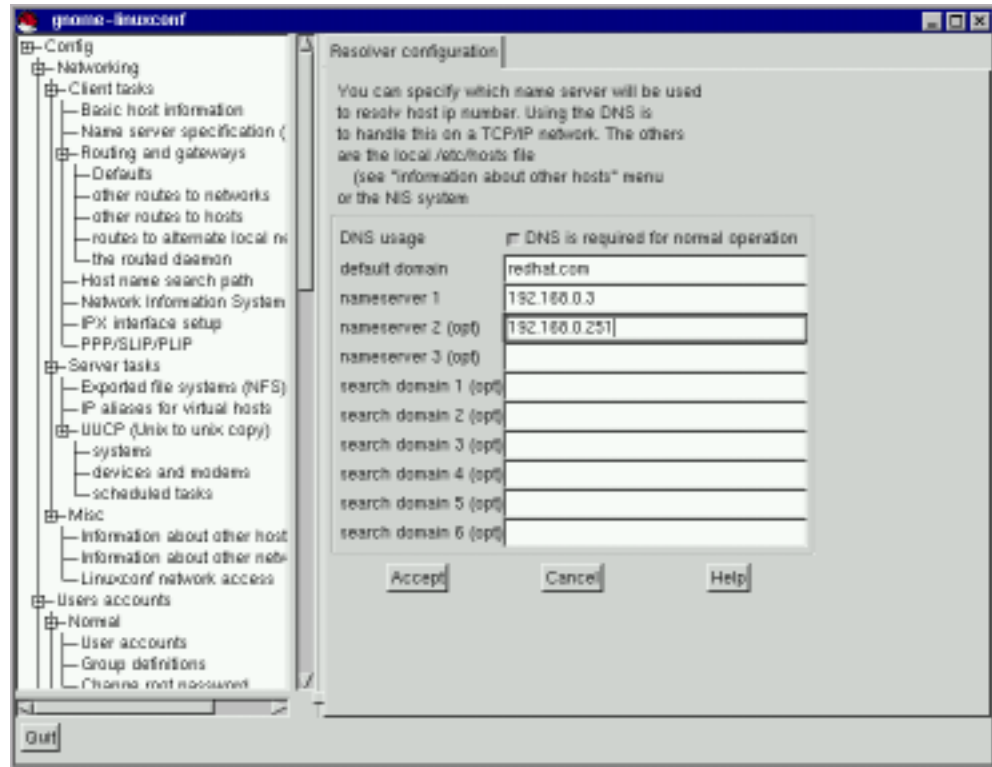 gnome-linuxconf
Config
Networking
Client tasks
Basic host information
Name server specification (
Routing and gateways
Defaults
other routes to networks
other routes to hosts
routes to alternate local ne
the routed daemon
Host name search path
Network Information System
IPX interface setup
PPP/SLIP/PLIP
Server tasks
Exported file systems (NFS)
IP aliases for virtual hosts
UUCP (Unix to unix copy)
systems
devices and modems
scheduled tasks
Misc
Information about other host
Information about other netw
Linuxconf network access
Users accounts
Normal
User accounts
Group definitions
Change root password
Quit
Resolver configuration
You can specify which name server will be used
to resolv host ip number. Using the DNS is
to handle this on a TCP/IP network. The others
are the local /etc/hosts file
(see "information about other hosts" menu
or the NIS system
DNS usage DNS is required for normal operation
default domain redhat.com
nameserver 1 192.168.0.3
nameserver 2 (opt) 192.168.0.251
nameserver 3 (opt)
search domain 1 (opt)
search domain 2 (opt)
search domain 3 (opt)
search domain 4 (opt)
search domain 5 (opt)
search domain 6 (opt)
Accept Cancel Help